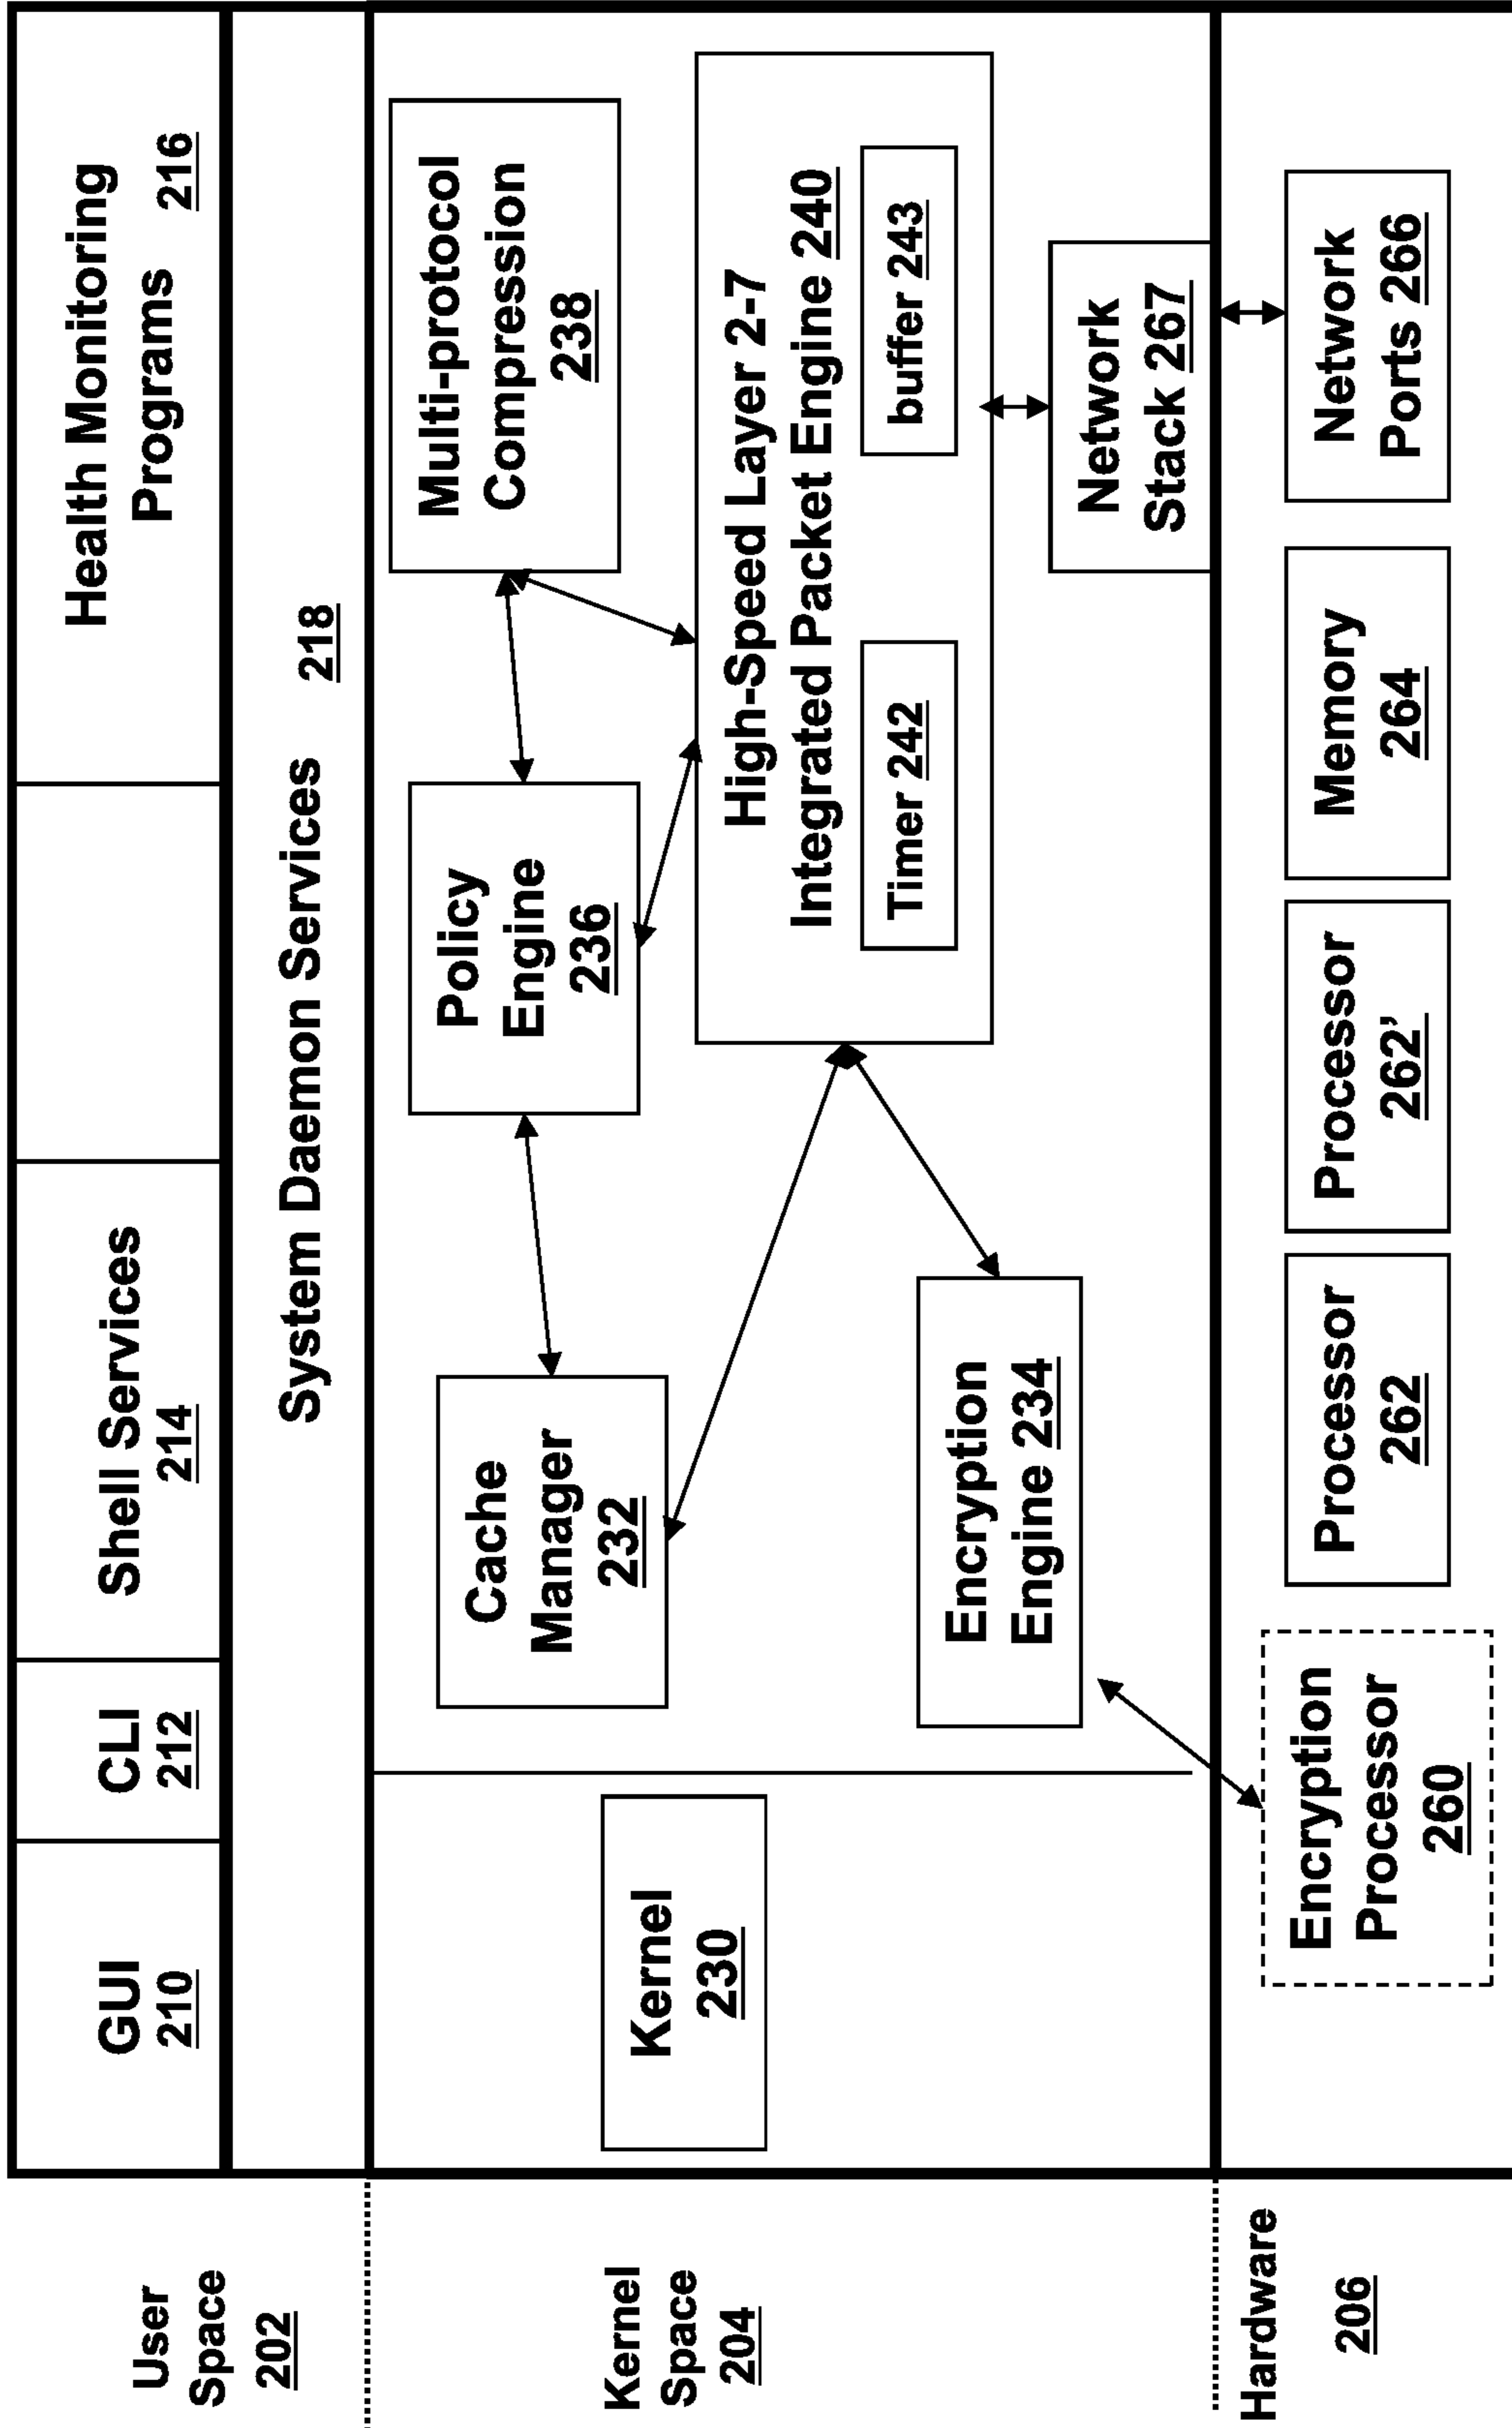 User
Space
202
GUI
210
CLI
212
Shell Services
214
Health Monitoring
Programs 216
System Daemon Services 218
Kernel
Space
204
Kernel
230
Cache
Manager
232
Policy
Engine
236
Multi-protocol
Compression
238
High-Speed Layer 2-7
Integrated Packet Engine 240
Timer 242
buffer 243
Encryption
Engine 234
Network
Stack 267
Hardware
206
Encryption
Processor
260
Processor
262
Processor
262’
Memory
264
Network
Ports 266